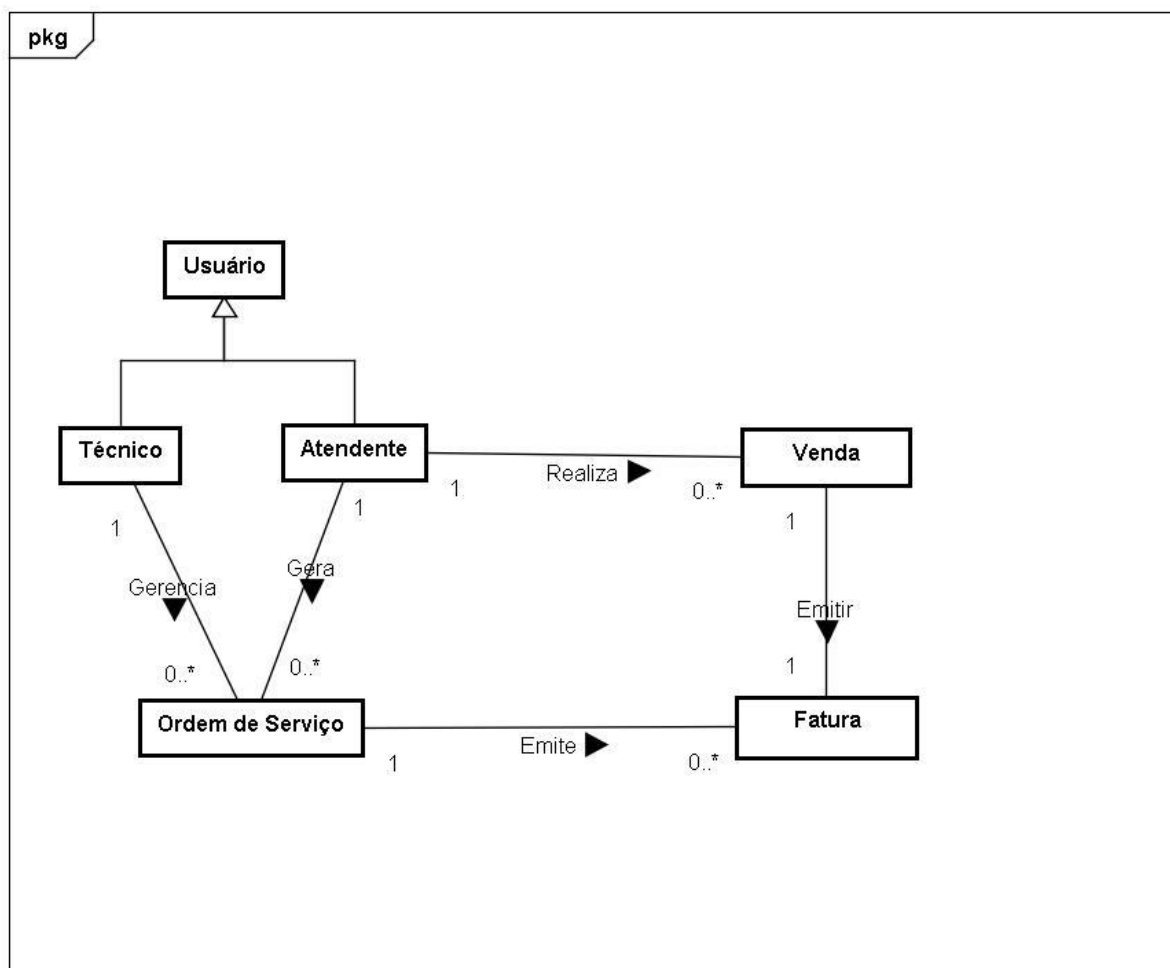 pkg
Usuário
Técnico
Atendente
Venda
Realiza
1
0..*
1
1
1
Gerencia
Gera
Emitir
0..*
0..*
1
Ordem de Serviço
Fatura
Emite
1
0..*